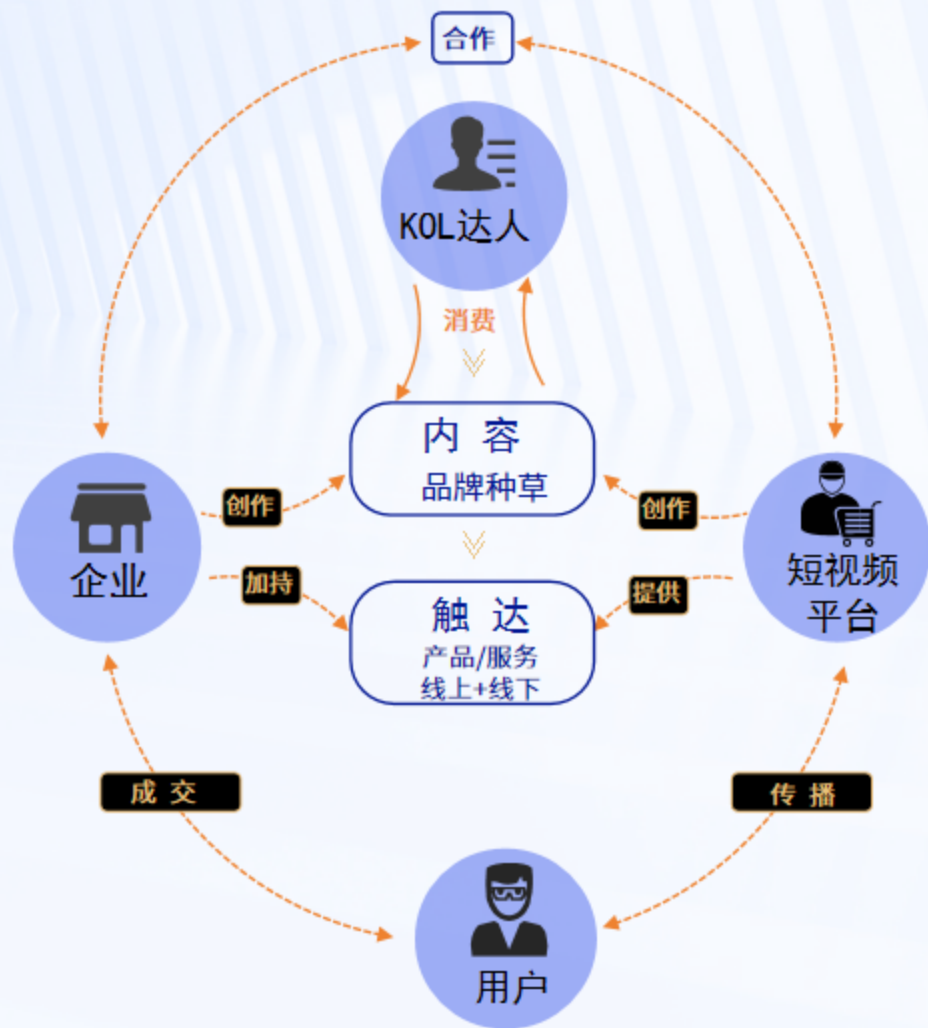 合作
KOL达人
消费
内 容
品牌种草
创作
创作
企业
短视频
平台
加持
提供
触 达
产品/服务
线上+线下
成 交
传 播
用户